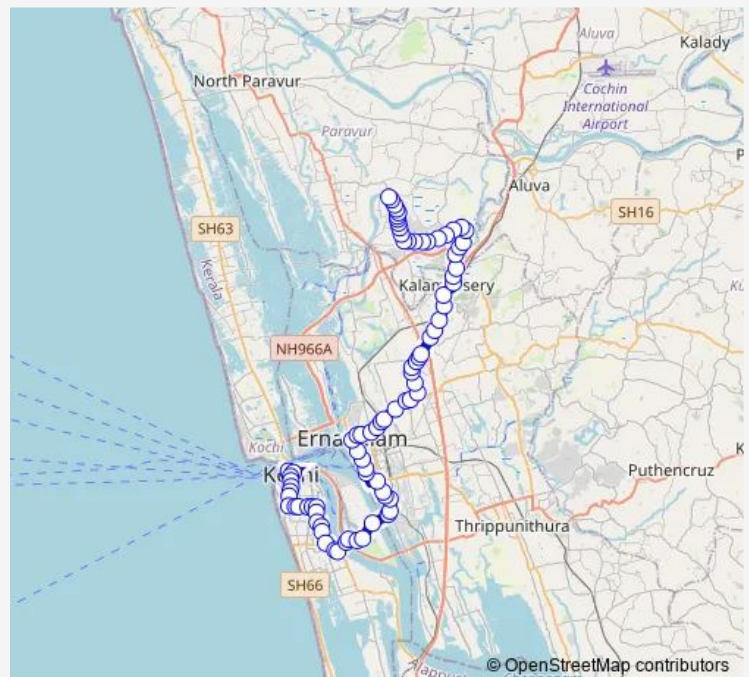 Aluva
Kalady
North Paravur
Cochin
International
Airport
Paravur
Aluva
SH16
SH63
Kerala
NH966A
Ernakulam
Kochi
Kochi
Puthencruz
Thrippunithura
SH66
© OpenStreetMap contributors